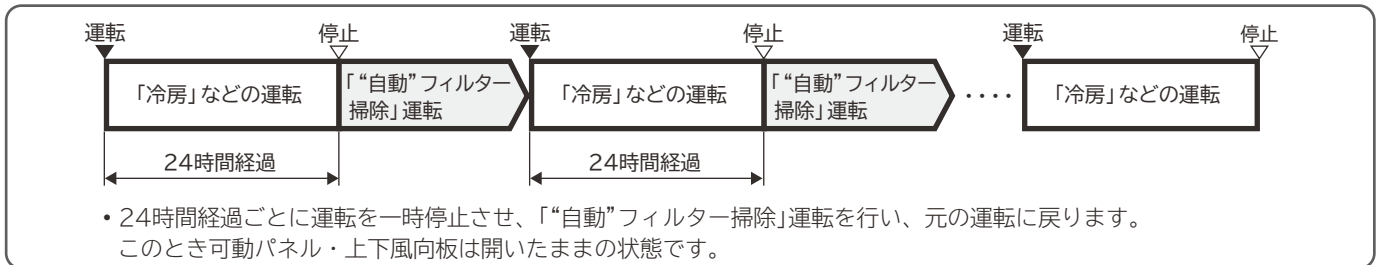 運転 停止 運転 停止 運転 停止
「冷房」などの運転 「“自動”フィルター掃除」運転 「冷房」などの運転 「“自動”フィルター掃除」運転 ・・・・ 「冷房」などの運転
24時間経過 24時間経過
• 24時間経過ごとに運転を一時停止させ、「“自動”フィルター掃除」運転を行い、元の運転に戻ります。
このとき可動パネル・上下風向板は開いたままの状態です。